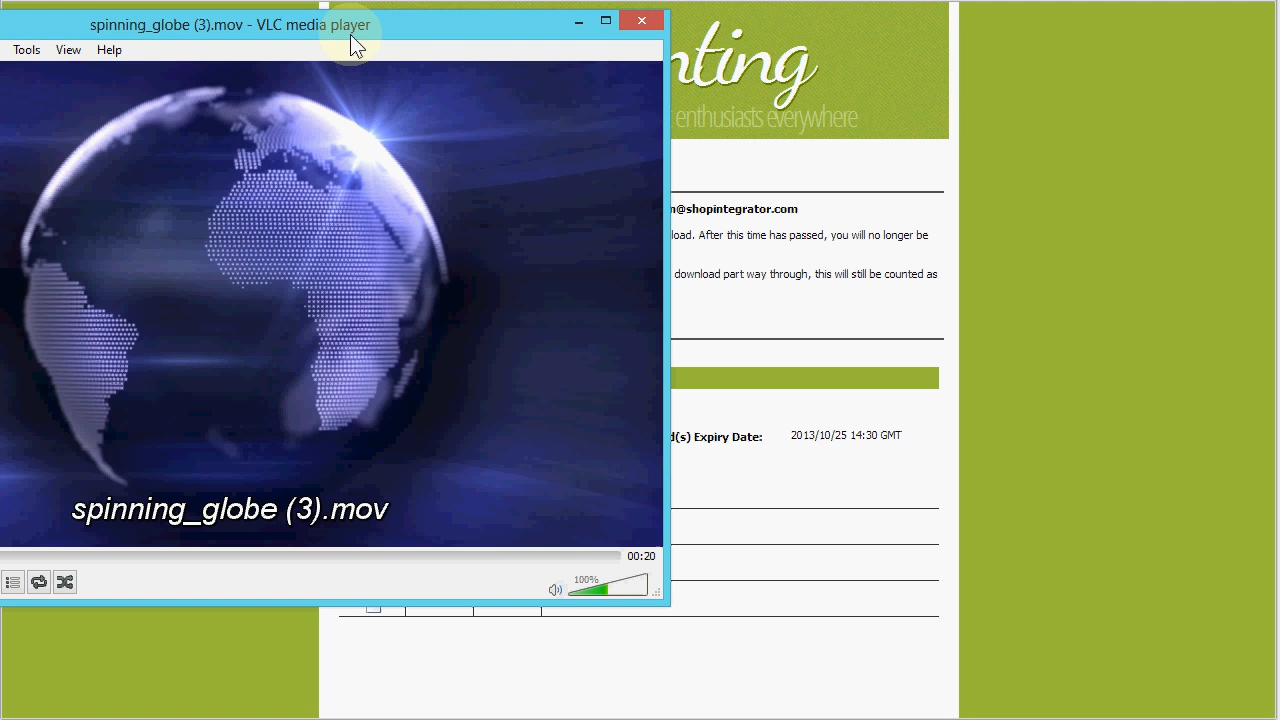 spinning_globe (3).mov - VLC media player
Tools View Help
enthusiasts everywhere
@shopintegrator.com
load. After this time has passed, you will no longer be
download part way through, this will still be counted as
d(s) Expiry Date: 2013/10/25 14:30 GMT
spinning_globe (3).mov
00:20
100%